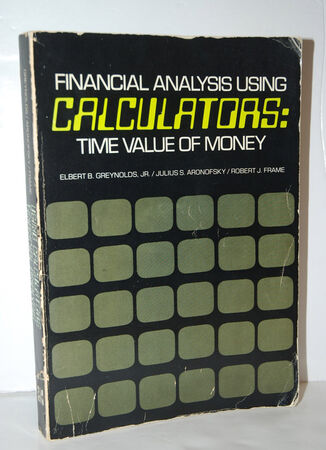 FINANCIAL ANALYSIS USING
CALCULATORS:
TIME VALUE OF MONEY
ELBERT B. GREYNOLDS, JR. / JULIUS S. ARONOFSKY / ROBERT J. FRAME